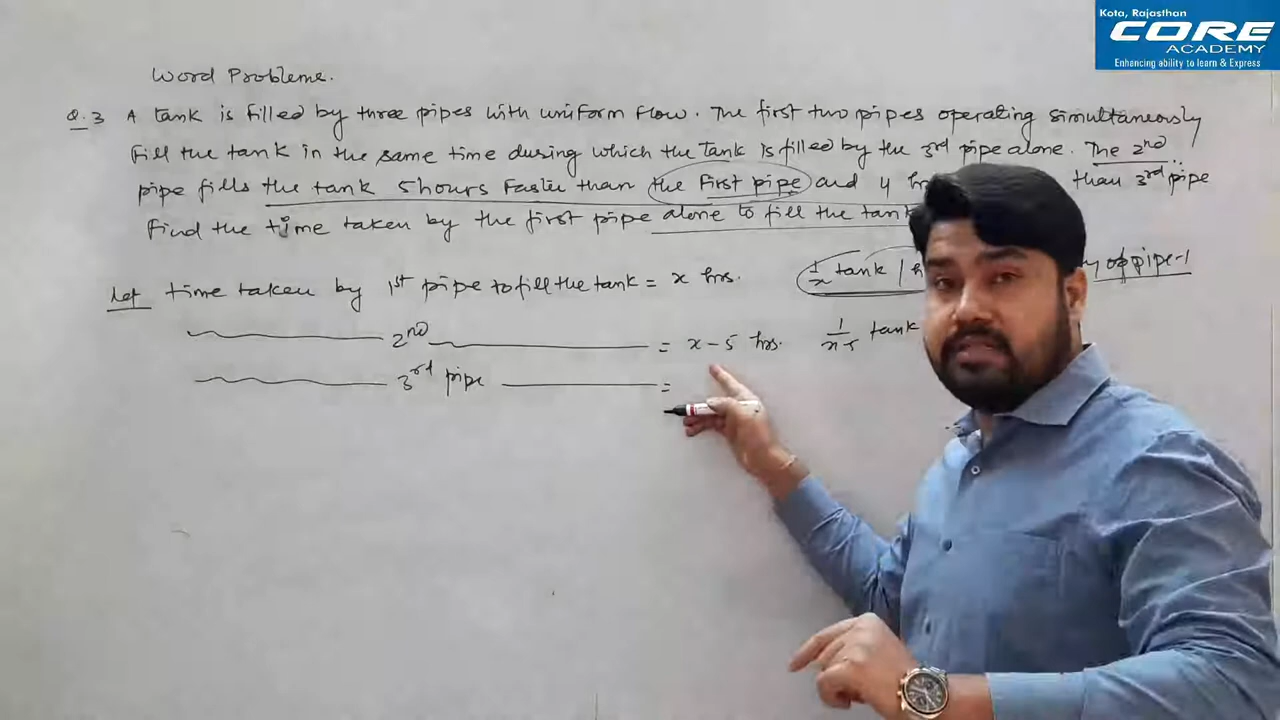 Kota, Rajasthan
CORE
ACADEMY
Enhancing ability to learn & Express
Word Probleme.
Q.3 A tank is filled by three pipes with uniform flow. The first two pipes operating simultaneously
fill the tank in the same time during which the tank is filled by the 3rd pipe alone. The 2nd
pipe fills the tank 5 hours faster than the first pipe and 4 than 3rd pipe
Find the time taken by the first pipe alone to fill the tank
Let time taken by 1st pipe to fill the tank = x hrs. 1/x tank / of pipe-1
2nd = x - 5 hrs. 1/x-5 tank
3rd pipe =